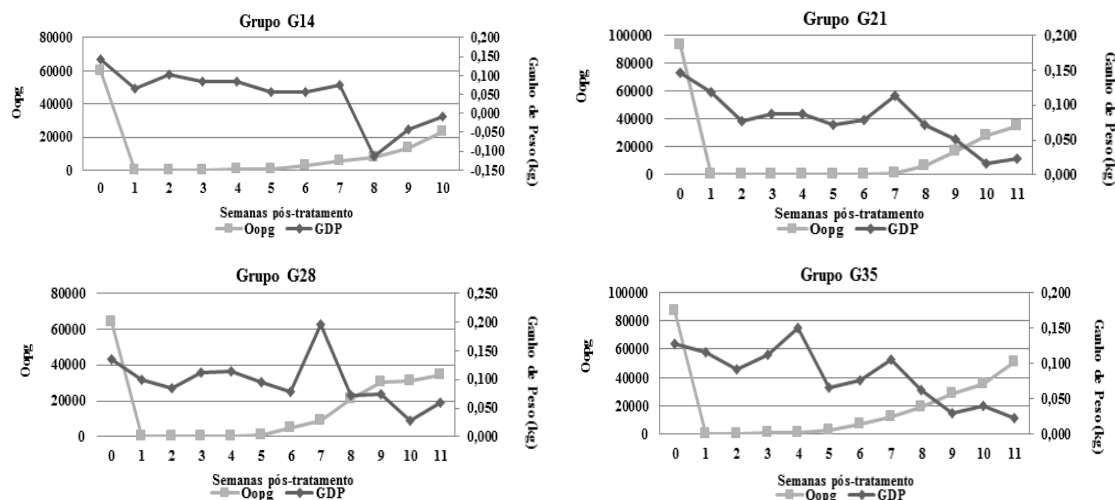 Grupo G14
80000
60000
40000
20000
0
Oopg
0,200
0,150
0,100
0,050
0,000
-0,050
-0,100
-0,150
Ganho de Peso (kg)
0 1 2 3 4 5 6 7 8 9 10
Semanas pós-tratamento
Oopg GDP
Grupo G21
100000
80000
60000
40000
20000
0
Oopg
0,200
0,150
0,100
0,050
0,000
Ganho de Peso (kg)
0 1 2 3 4 5 6 7 8 9 10 11
Semanas pós-tratamento
Oopg GDP
Grupo G28
80000
60000
40000
20000
0
Oopg
0,250
0,200
0,150
0,100
0,050
0,000
Ganho de Peso (kg)
0 1 2 3 4 5 6 7 8 9 10 11
Semanas pós-tratamento
Oopg GDP
Grupo G35
100000
80000
60000
40000
20000
0
Oopg
0,200
0,150
0,100
0,050
0,000
Ganho de Peso (kg)
0 1 2 3 4 5 6 7 8 9 10 11
Semanas pós-tratamento
Oopg GDP